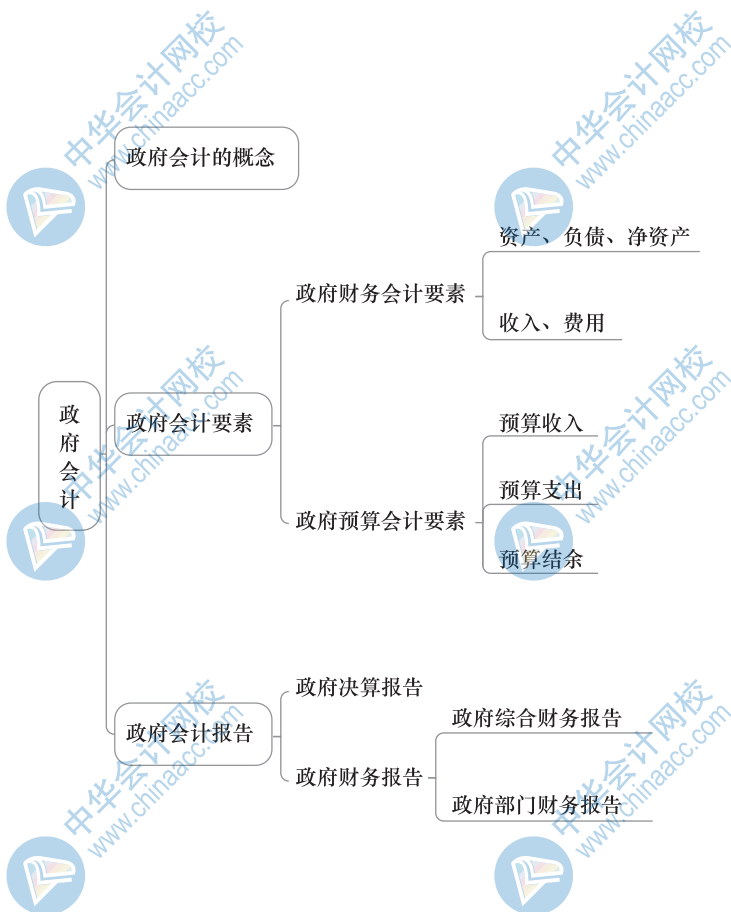 政府会计
政府会计的概念
政府会计要素
政府财务会计要素
资产、负债、净资产
收入、费用
政府预算会计要素
预算收入
预算支出
预算结余
政府会计报告
政府决算报告
政府财务报告
政府综合财务报告
政府部门财务报告
中华会计网校
www.chinaacc.com
中华会计网校
www.chinaacc.com
中华会计网校
www.chinaacc.com
中华会计网校
www.chinaacc.com
中华会计网校
www.chinaacc.com
中华会计网校
www.chinaacc.com